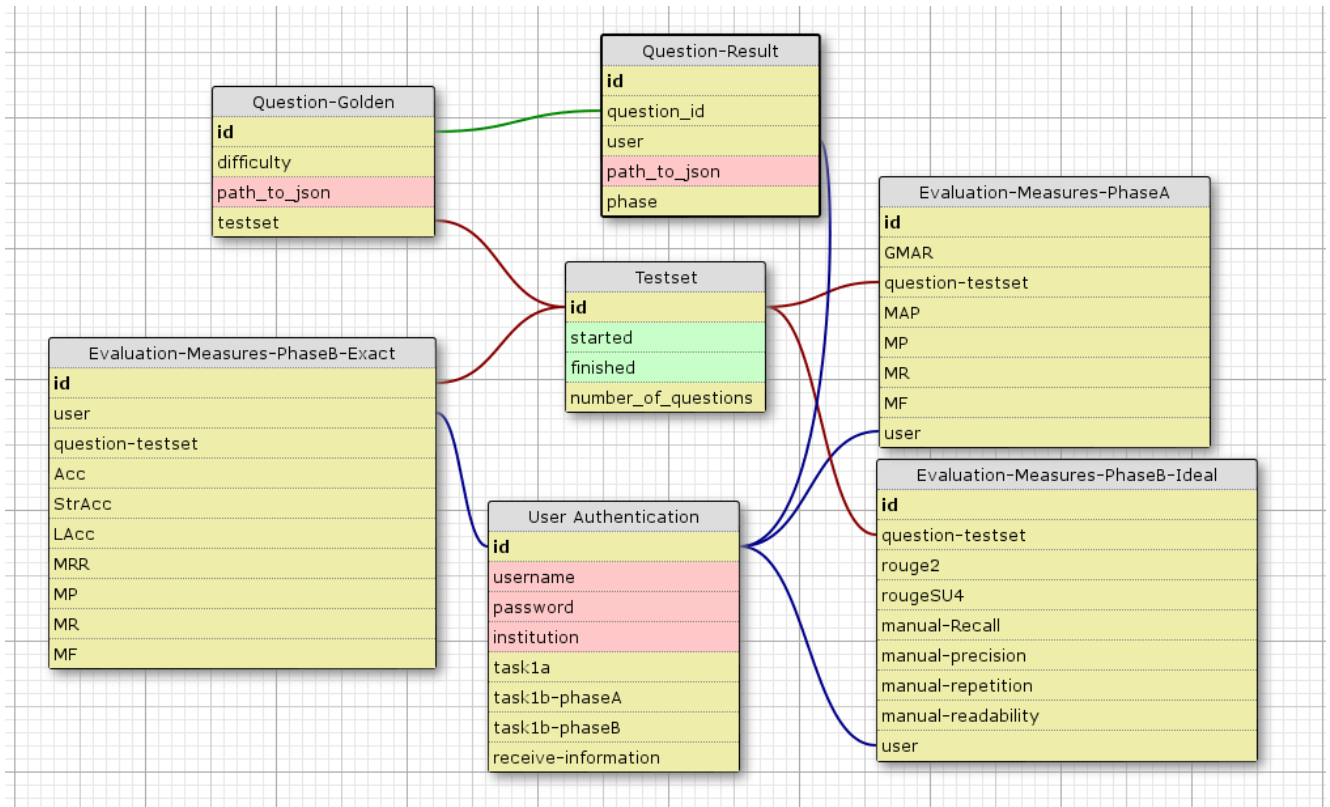 Question-Result
id
question_id
user
path_to_json
phase
Question-Golden
id
difficulty
path_to_json
testset
Evaluation-Measures-PhaseA
id
GMAR
question-testset
MAP
MP
MR
MF
user
Testset
id
started
finished
number_of_questions
Evaluation-Measures-PhaseB-Exact
id
user
question-testset
Acc
StrAcc
LAcc
MRR
MP
MR
MF
User Authentication
id
username
password
institution
task1a
task1b-phaseA
task1b-phaseB
receive-information
Evaluation-Measures-PhaseB-Ideal
id
question-testset
rouge2
rougeSU4
manual-Recall
manual-precision
manual-repetition
manual-readability
user